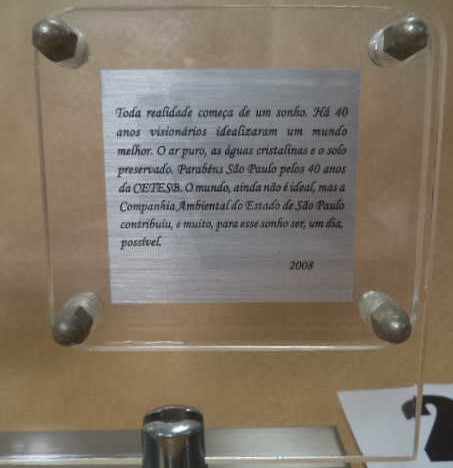 Toda realidade começa de um sonho. Há 40
anos visionários idealizaram um mundo
melhor. O ar puro, as águas cristalinas e o solo
preservado. Parabéns São Paulo pelos 40 anos
da CETESB. O mundo, ainda não é ideal, mas a
Companhia Ambiental do Estado de São Paulo
contribuiu, e muito, para esse sonho ser, um dia,
possível.
2008